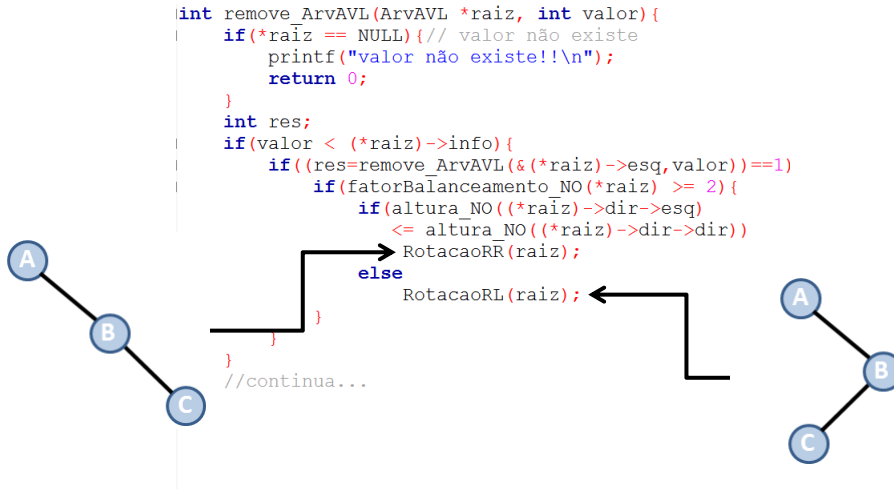 int remove_ArvAVL(ArvAVL *raiz, int valor){
if(*raiz == NULL){// valor não existe
printf("valor não existe!!\n");
return 0;
}
int res;
if(valor < (*raiz)->info){
if((res=remove_ArvAVL(&(*raiz)->esq,valor))==1)
if(fatorBalanceamento_NO(*raiz) >= 2){
if(altura_NO((*raiz)->dir->esq)
<= altura_NO((*raiz)->dir->dir))
RotacaoRR(raiz);
else
RotacaoRL(raiz);
}
}
}
//continua...
A
B
C
A
B
C